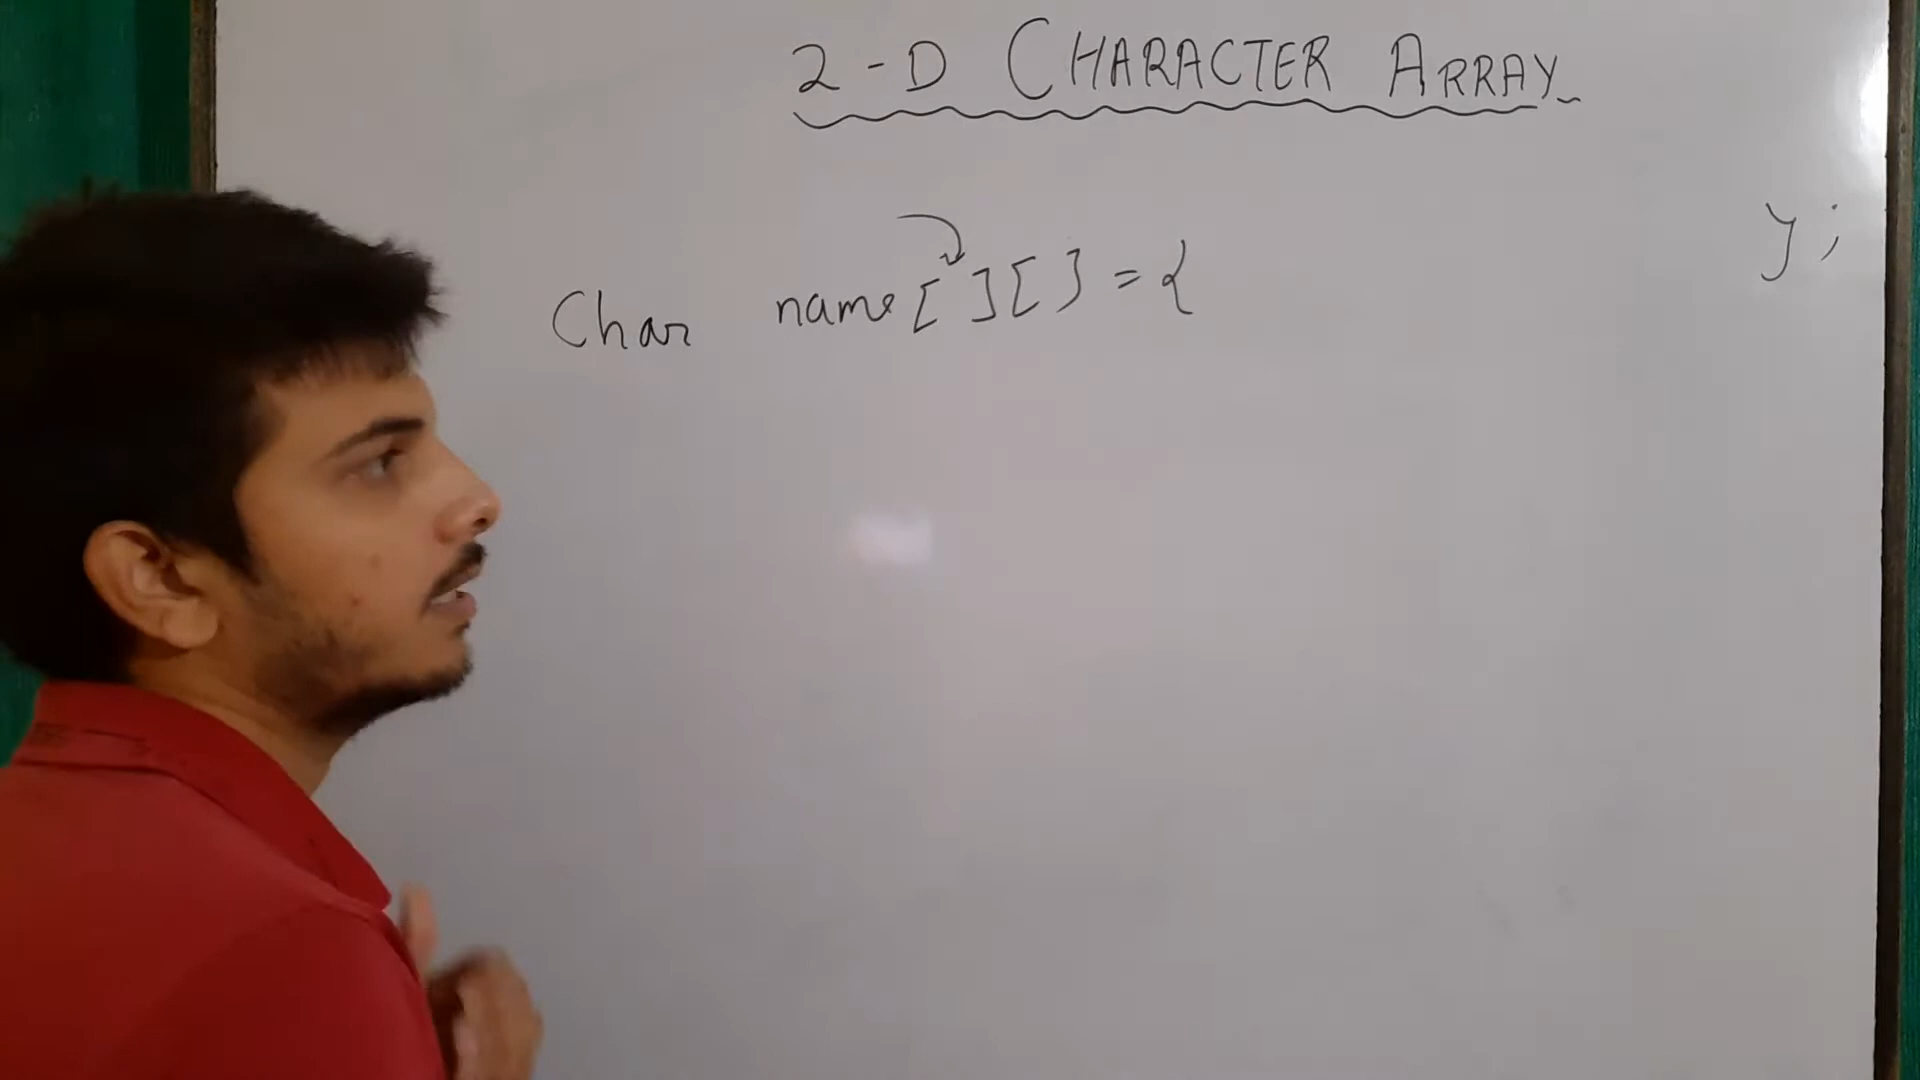 2-D CHARACTER ARRAY
Char name[ ][ ] = { };